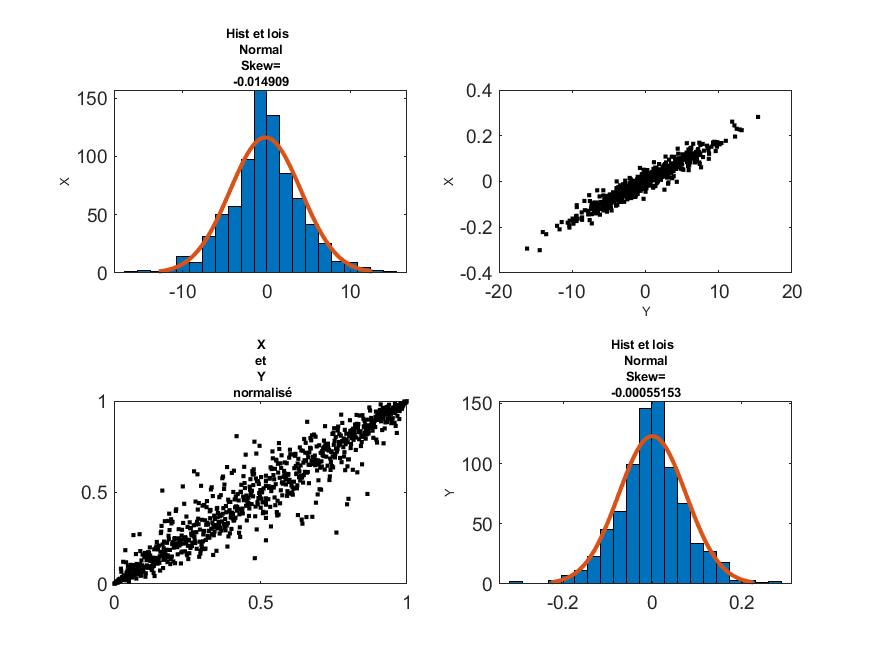 Hist et lois
Normal
Skew=
-0.014909
150
100
50
0
X
-10
0
10
0.4
0.2
0
-0.2
-0.4
X
-20
-10
0
10
20
Y
X
et
Y
normalisé
1
0.5
0
0
0.5
1
Hist et lois
Normal
Skew=
-0.00055153
150
100
50
0
Y
-0.2
0
0.2